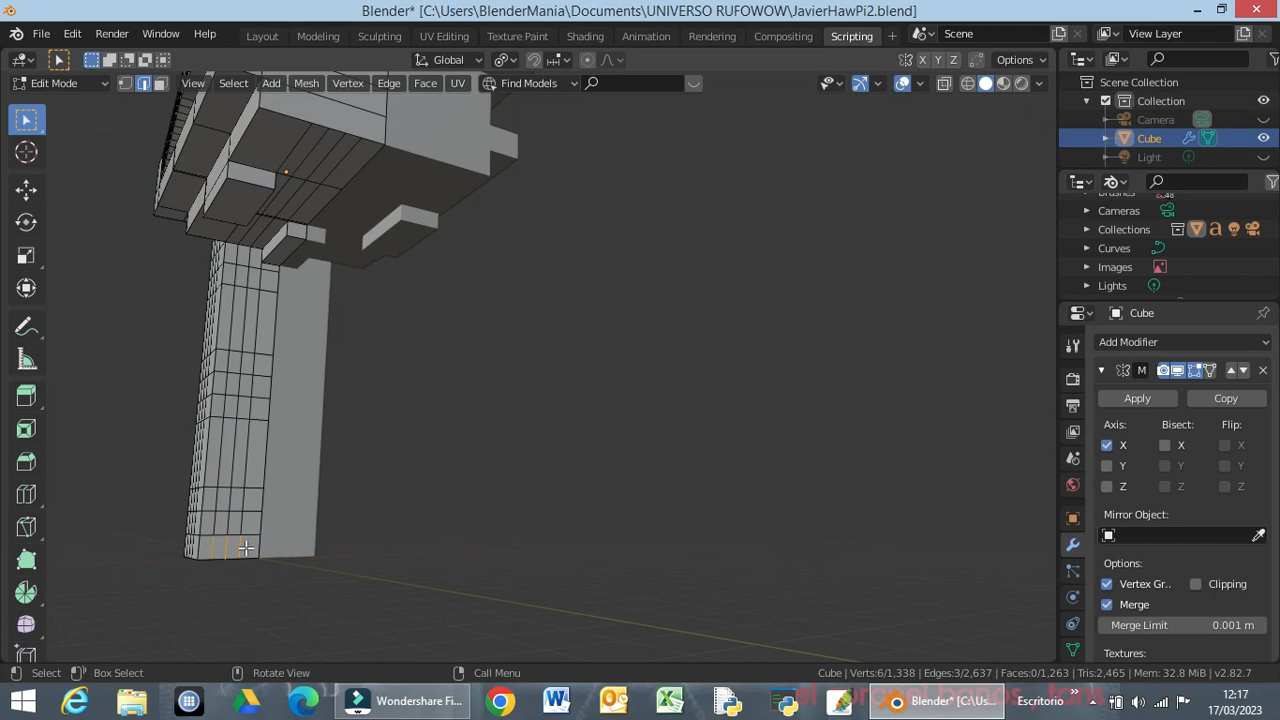 Blender* [C:\Users\BlenderMania\Documents\UNIVERSO RUFOWOW\JavierHawPi2.blend]
File Edit Render Window Help Layout Modeling Sculpting UV Editing Texture Paint Shading Animation Rendering Compositing Scripting + Scene View Layer
Global X Y Z Options
Edit Mode View Select Add Mesh Vertex Edge Face UV Find Models
Scene Collection
Collection
Camera
Cube
Light
Brushes
Cameras
Collections
Curves
Images
Lights
Cube
Add Modifier
M
Apply Copy
Axis: Bisect: Flip:
X X X
Y Y Y
Z Z Z
Mirror Object:
Options:
Vertex Gr.. Clipping
Merge
Merge Limit 0.001 m
Textures:
Select Box Select Rotate View Call Menu Cube | Verts:6/1,338 | Edges:3/2,637 | Faces:0/1,263 | Tris:2,465 | Mem: 32.8 MiB | v2.82.7
Wondershare Fi... Blender* [C:\Us... Escritorio » 12:17
17/03/2023